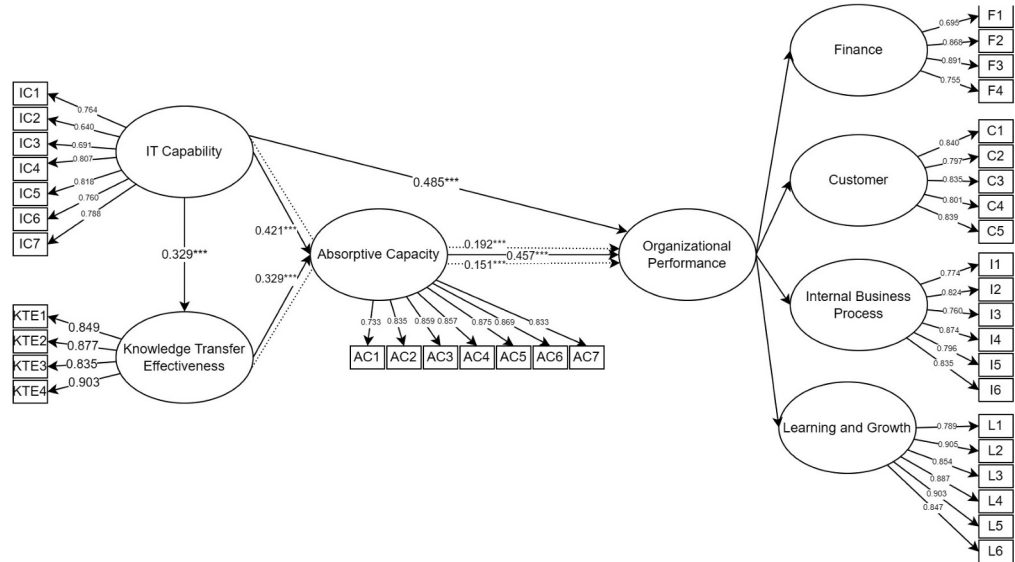 IC1
IC2
IC3
IC4
IC5
IC6
IC7
0.764
0.640
0.691
0.807
0.818
0.760
0.788
IT Capability
0.329***
KTE1
KTE2
KTE3
KTE4
0.849
0.877
0.835
0.903
Knowledge Transfer
Effectiveness
0.421***
0.329***
Absorptive Capacity
0.733
0.835
0.859
0.857
0.875
0.869
0.833
AC1
AC2
AC3
AC4
AC5
AC6
AC7
0.485***
0.192***
0.457***
0.151***
Organizational
Performance
Finance
0.695
0.868
0.891
0.755
F1
F2
F3
F4
Customer
0.840
0.797
0.835
0.801
0.839
C1
C2
C3
C4
C5
Internal Business
Process
0.774
0.824
0.760
0.874
0.796
0.835
I1
I2
I3
I4
I5
I6
Learning and Growth
0.789
0.905
0.854
0.887
0.903
0.847
L1
L2
L3
L4
L5
L6